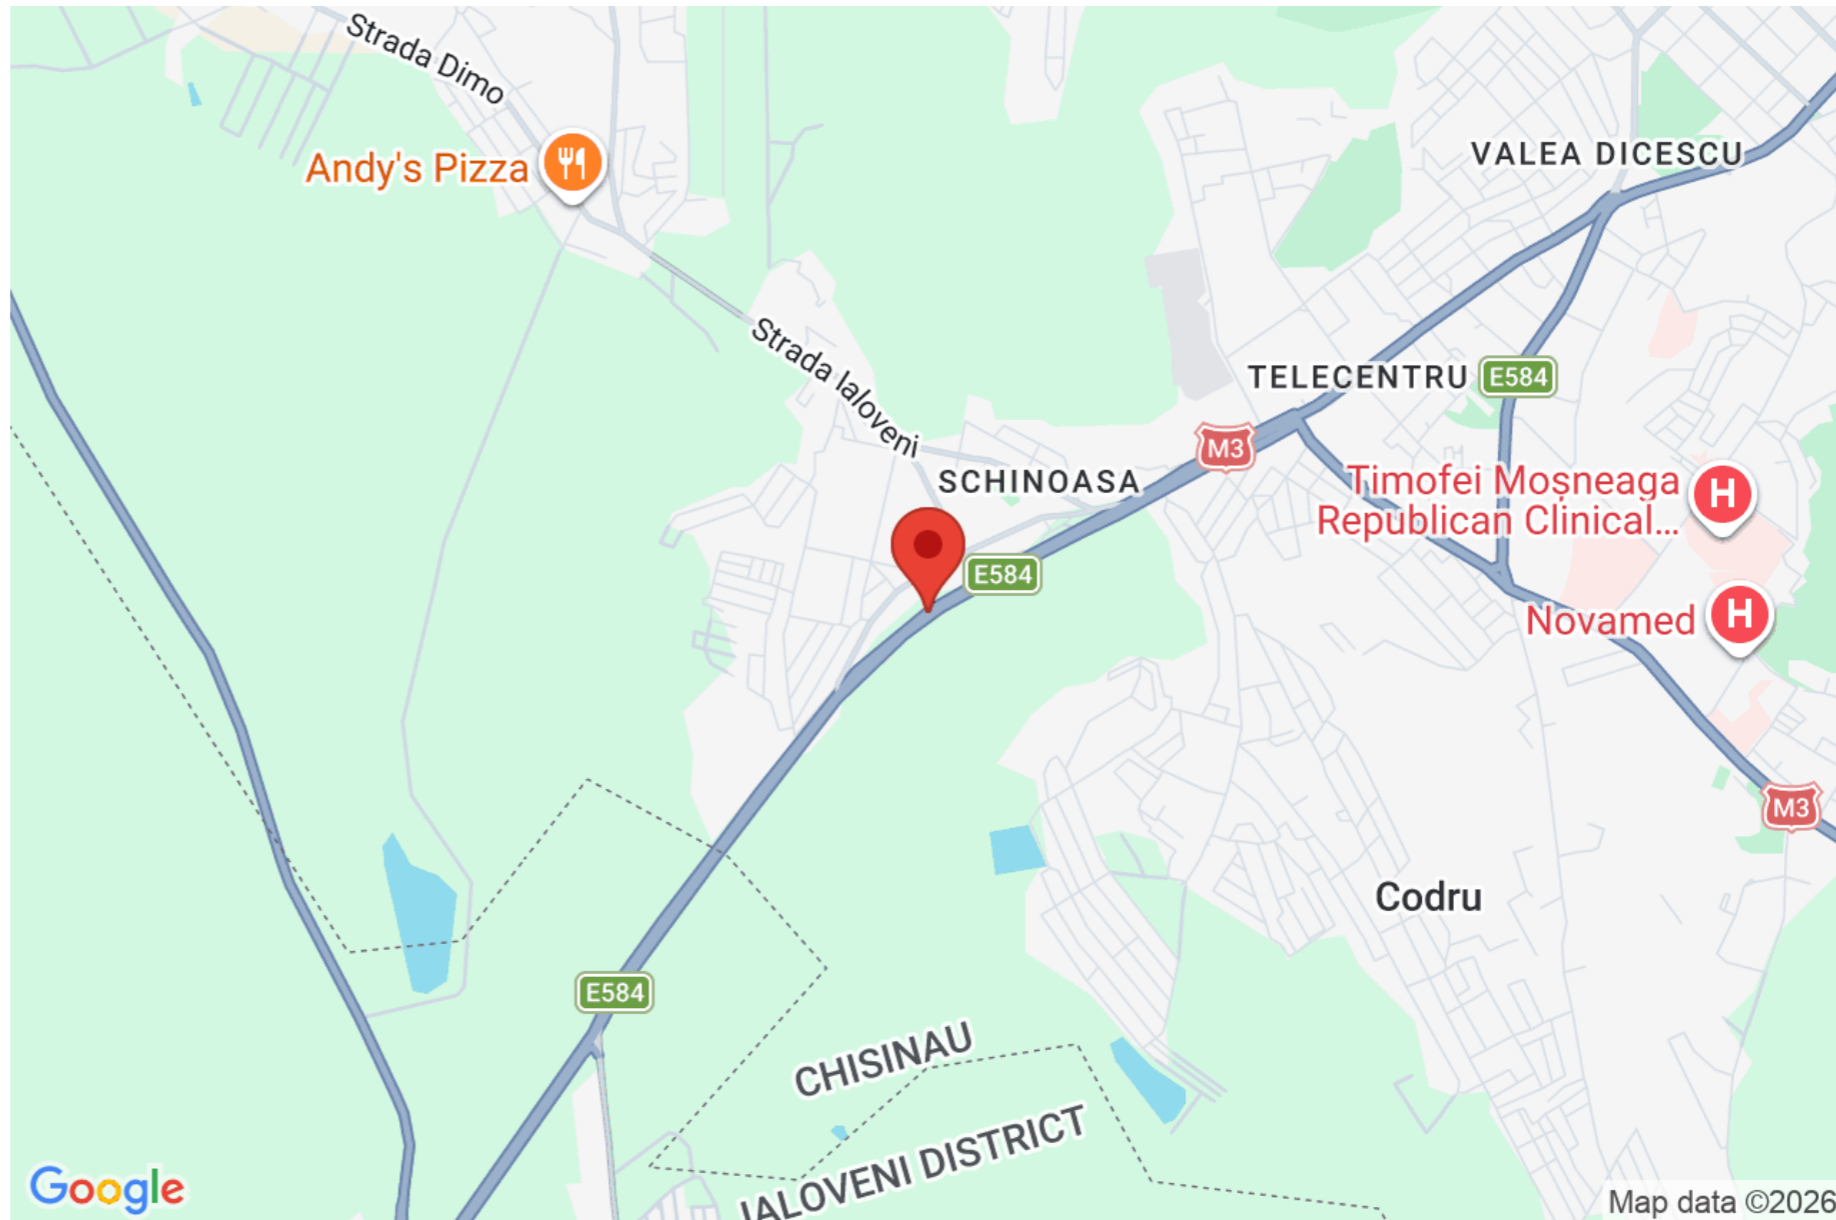 Strada Dimo
Andy's Pizza
VALEA DICESCU
Strada Ialoveni
TELECENTRU
E584
M3
SCHINOASA
Timofei Moșneaga
Republican Clinical...
H
E584
Novamed
H
M3
Codru
E584
CHISINAU
IALOVENI DISTRICT
Google
Map data ©2026